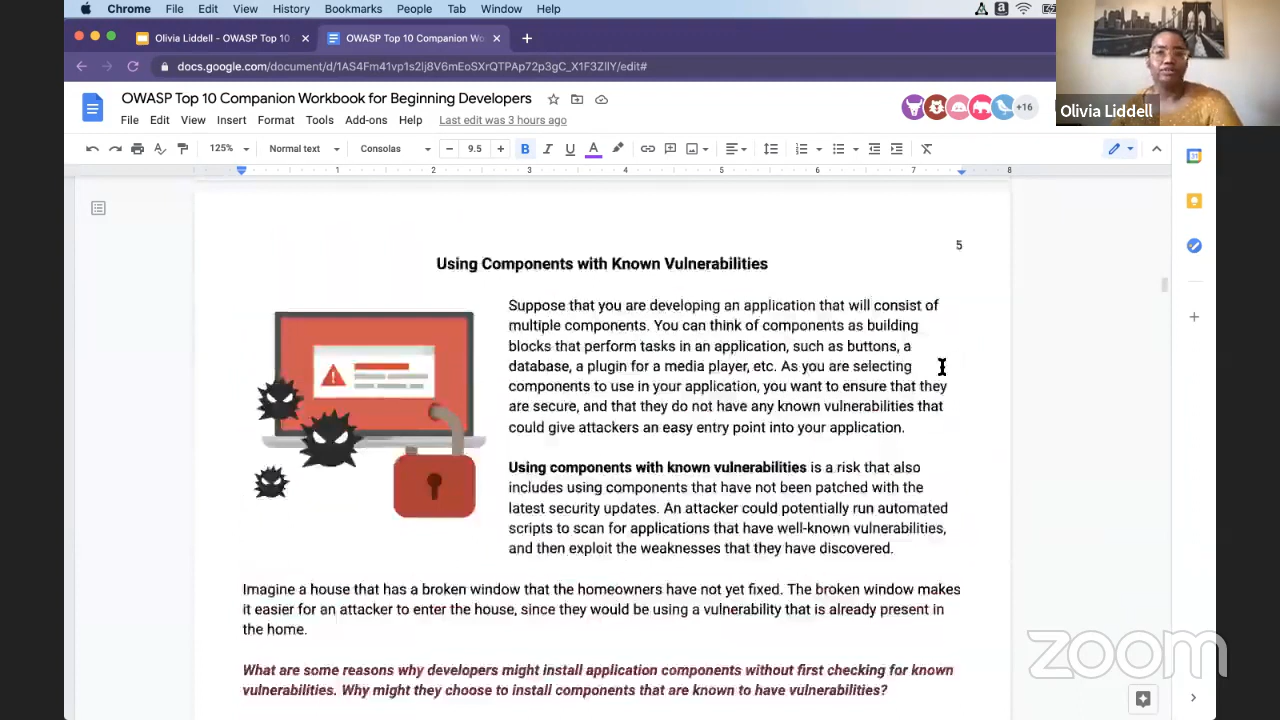 Chrome File Edit View History Bookmarks People Tab Window Help
Olivia Liddell - OWASP Top 10
OWASP Top 10 Companion Wo
docs.google.com/document/d/1AS4Fm41vp1s2lj8V6mEoSXrQTPAp72p3gC_X1F3ZIlY/edit#
OWASP Top 10 Companion Workbook for Beginning Developers
+16
Olivia Liddell
File Edit View Insert Format Tools Add-ons Help Last edit was 3 hours ago
125% Normal text Consolas 9.5 B I U A
1 2 3 4 5 6 7 8
31
5
Using Components with Known Vulnerabilities
Suppose that you are developing an application that will consist of
multiple components. You can think of components as building
blocks that perform tasks in an application, such as buttons, a
database, a plugin for a media player, etc. As you are selecting
components to use in your application, you want to ensure that they
are secure, and that they do not have any known vulnerabilities that
could give attackers an easy entry point into your application.
Using components with known vulnerabilities is a risk that also
includes using components that have not been patched with the
latest security updates. An attacker could potentially run automated
scripts to scan for applications that have well-known vulnerabilities,
and then exploit the weaknesses that they have discovered.
Imagine a house that has a broken window that the homeowners have not yet fixed. The broken window makes
it easier for an attacker to enter the house, since they would be using a vulnerability that is already present in
the home.
What are some reasons why developers might install application components without first checking for known
vulnerabilities. Why might they choose to install components that are known to have vulnerabilities?
zoom